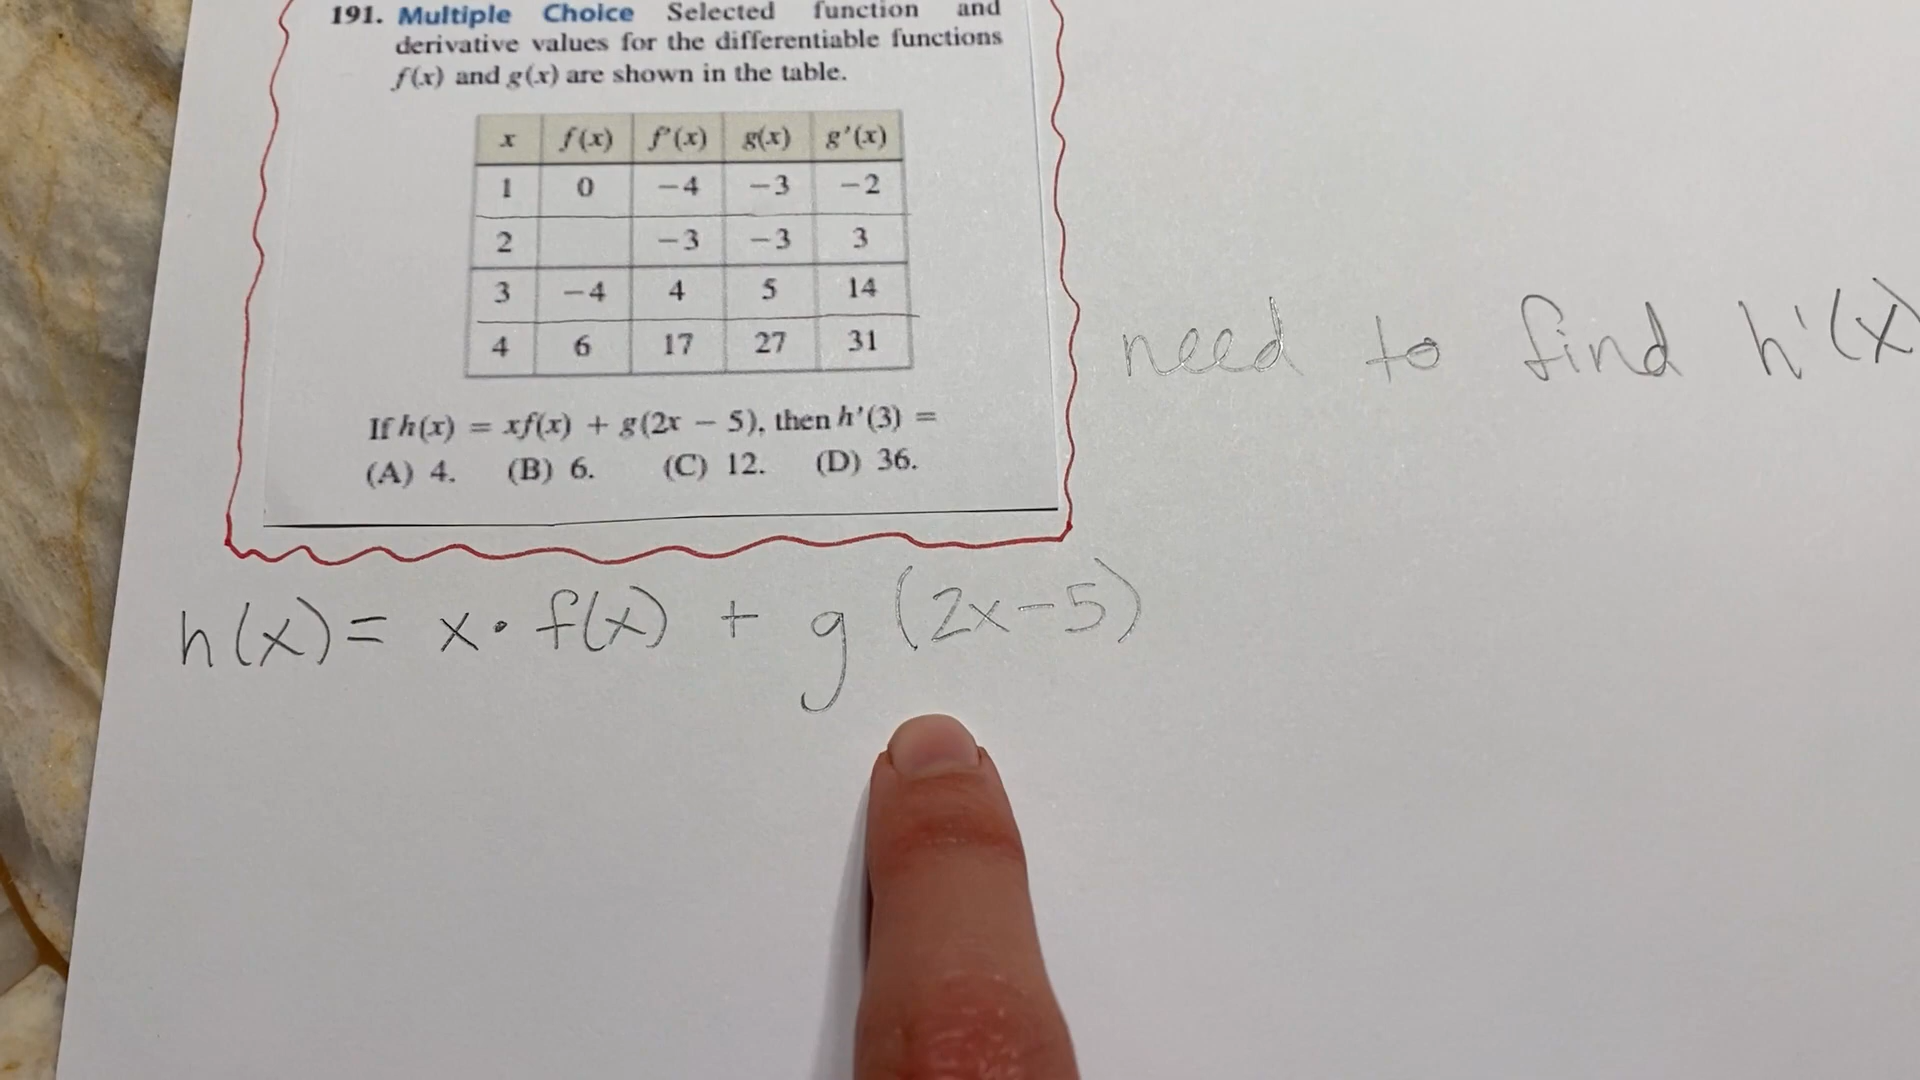 191. Multiple Choice Selected function and
derivative values for the differentiable functions
f(x) and g(x) are shown in the table.
x f(x) f'(x) g(x) g'(x)
1 0 −4 −3 −2
2 −3 −3 3
3 −4 4 5 14
4 6 17 27 31
If h(x) = xf(x) + g(2x − 5), then h'(3) =
(A) 4. (B) 6. (C) 12. (D) 36.
need to find h'(x)
h(x) = x • f(x) + g (2x−5)